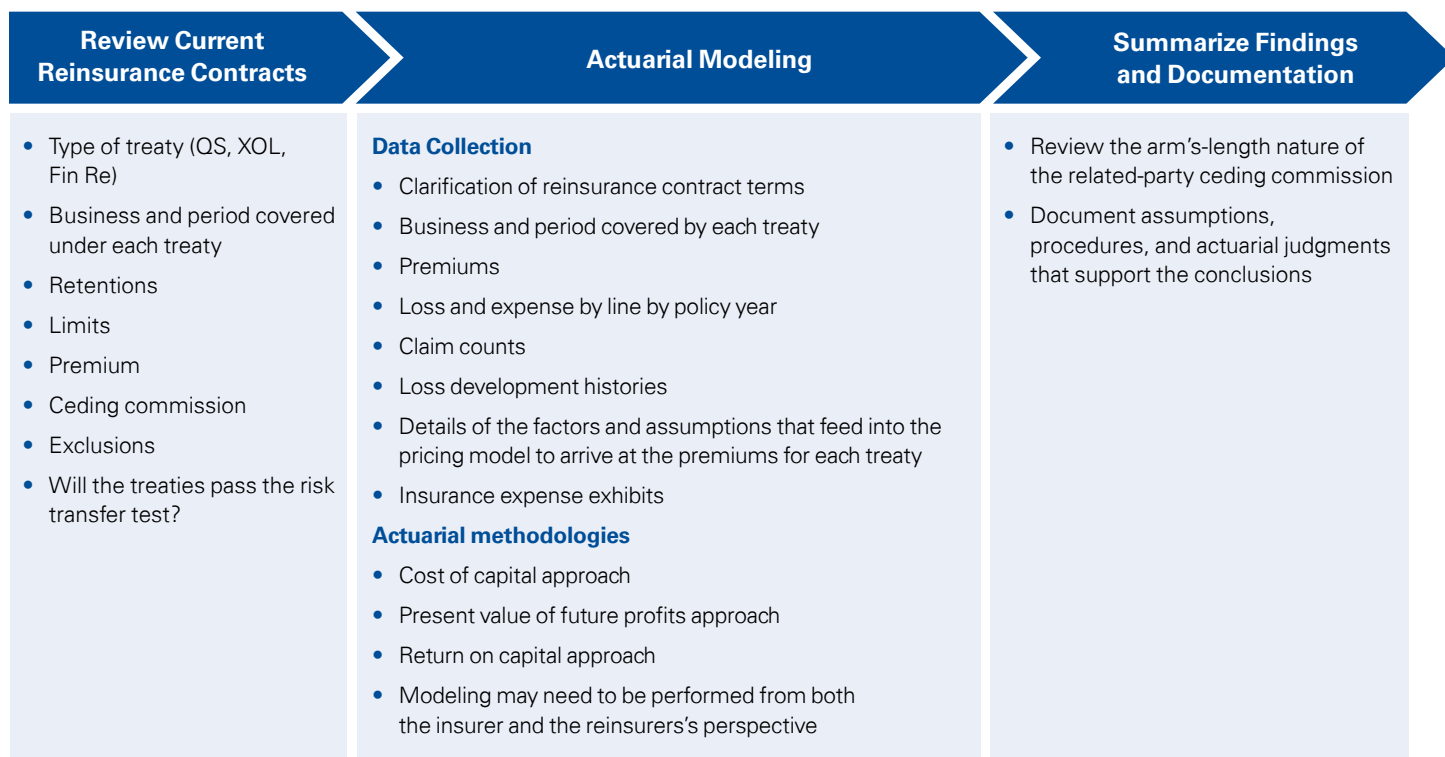 Review Current
Reinsurance Contracts
• Type of treaty (QS, XOL,
Fin Re)
• Business and period covered
under each treaty
• Retentions
• Limits
• Premium
• Ceding commission
• Exclusions
• Will the treaties pass the risk
transfer test?
Actuarial Modeling
Data Collection
• Clarification of reinsurance contract terms
• Business and period covered by each treaty
• Premiums
• Loss and expense by line by policy year
• Claim counts
• Loss development histories
• Details of the factors and assumptions that feed into the
pricing model to arrive at the premiums for each treaty
• Insurance expense exhibits
Actuarial methodologies
• Cost of capital approach
• Present value of future profits approach
• Return on capital approach
• Modeling may need to be performed from both
the insurer and the reinsurers's perspective
Summarize Findings
and Documentation
• Review the arm's-length nature of
the related-party ceding commission
• Document assumptions,
procedures, and actuarial judgments
that support the conclusions